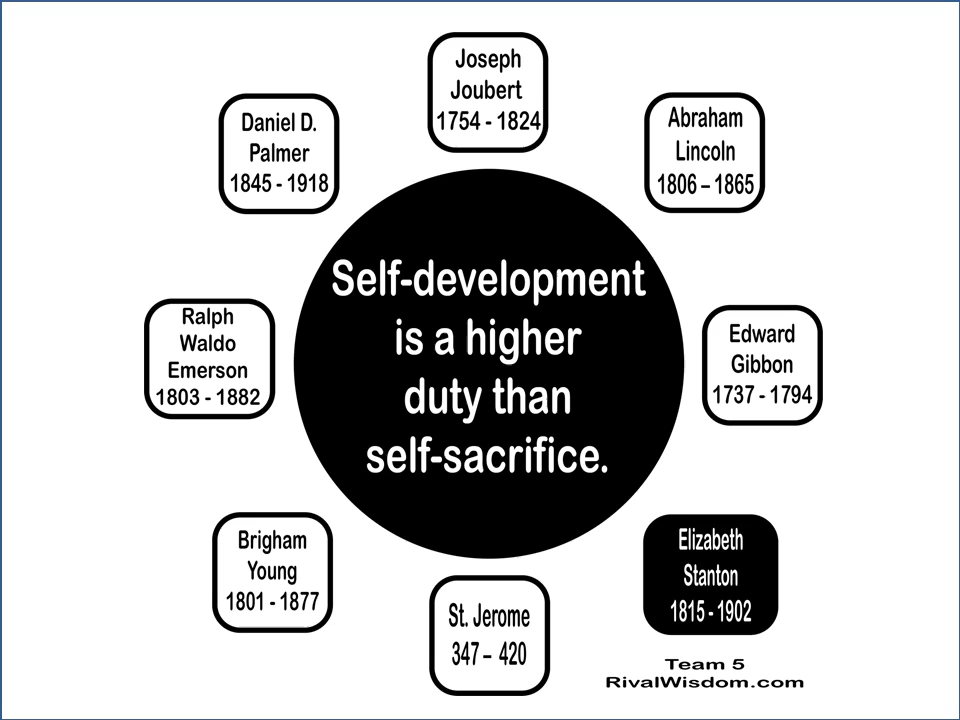 Joseph
Joubert
1754 - 1824
Daniel D.
Palmer
1845 - 1918
Abraham
Lincoln
1806 – 1865
Self-development
is a higher
duty than
self-sacrifice.
Ralph
Waldo
Emerson
1803 - 1882
Edward
Gibbon
1737 - 1794
Brigham
Young
1801 - 1877
St. Jerome
347 – 420
Elizabeth
Stanton
1815 - 1902
Team 5
RivalWisdom.com